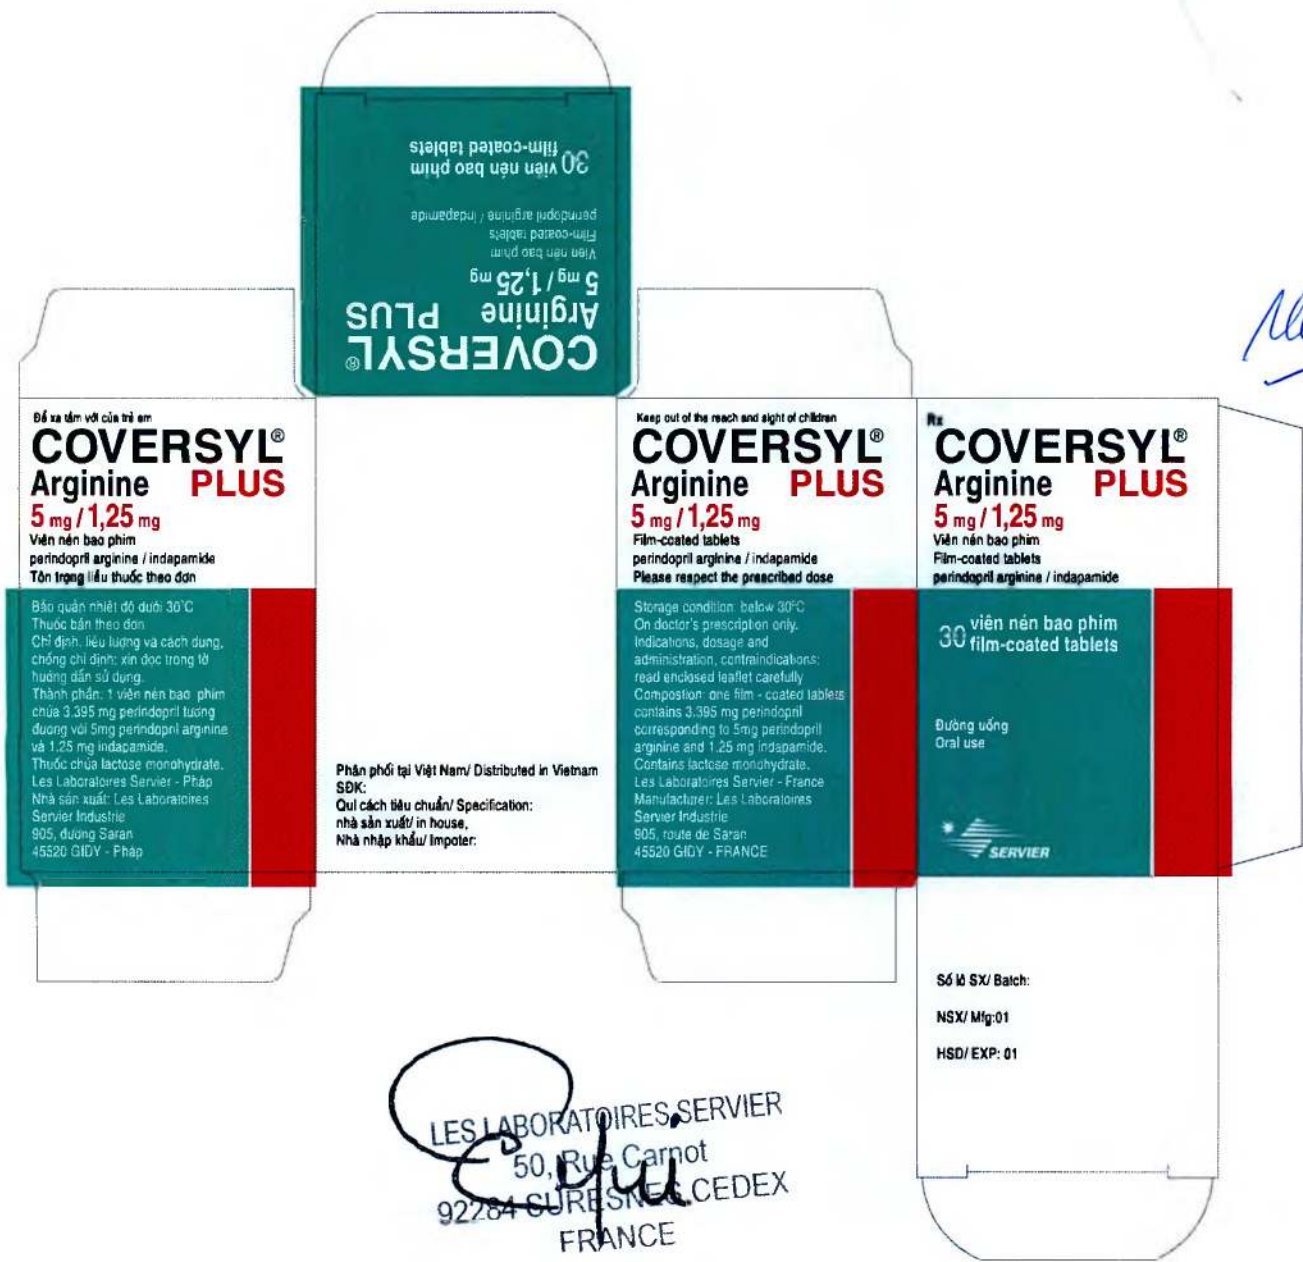 COVERSYL®
Arginine PLUS
5 mg / 1,25 mg
Viên nén bao phim
Film-coated tablets
perindopril arginine / indapamide
30 viên nén bao phim
film-coated tablets
Để xa tầm với của trẻ em
COVERSYL®
Arginine PLUS
5 mg / 1,25 mg
Viên nén bao phim
perindopril arginine / indapamide
Tôn trọng liều thuốc theo đơn
Bảo quản nhiệt độ dưới 30°C
Thuốc bán theo đơn
Chỉ định, liều lượng và cách dùng,
chống chỉ định: xin đọc trong tờ
hướng dẫn sử dụng.
Thành phần: 1 viên nén bao phim
chứa 3.395 mg perindopril tương
đương với 5mg perindopril arginine
và 1.25 mg indapamide.
Thuốc chứa lactose monohydrate.
Les Laboratoires Servier - Pháp
Nhà sản xuất: Les Laboratoires
Servier Industrie
905, đường Saran
45520 GIDY - Pháp
Phân phối tại Việt Nam/ Distributed in Vietnam
SĐK:
Qui cách tiêu chuẩn/ Specification:
nhà sản xuất/ in house,
Nhà nhập khẩu/ Impoter:
Keep out of the reach and sight of children
COVERSYL®
Arginine PLUS
5 mg / 1,25 mg
Film-coated tablets
perindopril arginine / indapamide
Please respect the prescribed dose
Storage condition: below 30°C
On doctor's prescription only.
Indications, dosage and
administration, contraindications:
read enclosed leaflet carefully
Compostion: one film - coated tablets
contains 3.395 mg perindopril
corresponding to 5mg perindopril
arginine and 1.25 mg indapamide.
Contains lactose monohydrate.
Les Laboratoires Servier - France
Manufacturer: Les Laboratoires
Servier Industrie
905, route de Saran
45520 GIDY - FRANCE
Rx
COVERSYL®
Arginine PLUS
5 mg / 1,25 mg
Viên nén bao phim
Film-coated tablets
perindopril arginine / indapamide
30 viên nén bao phim
film-coated tablets
Đường uống
Oral use
SERVIER
Số lô SX/ Batch:
NSX/ Mfg:01
HSD/ EXP: 01
LES LABORATOIRES SERVIER
50, Rue Carnot
92284 SURESNES CEDEX
FRANCE